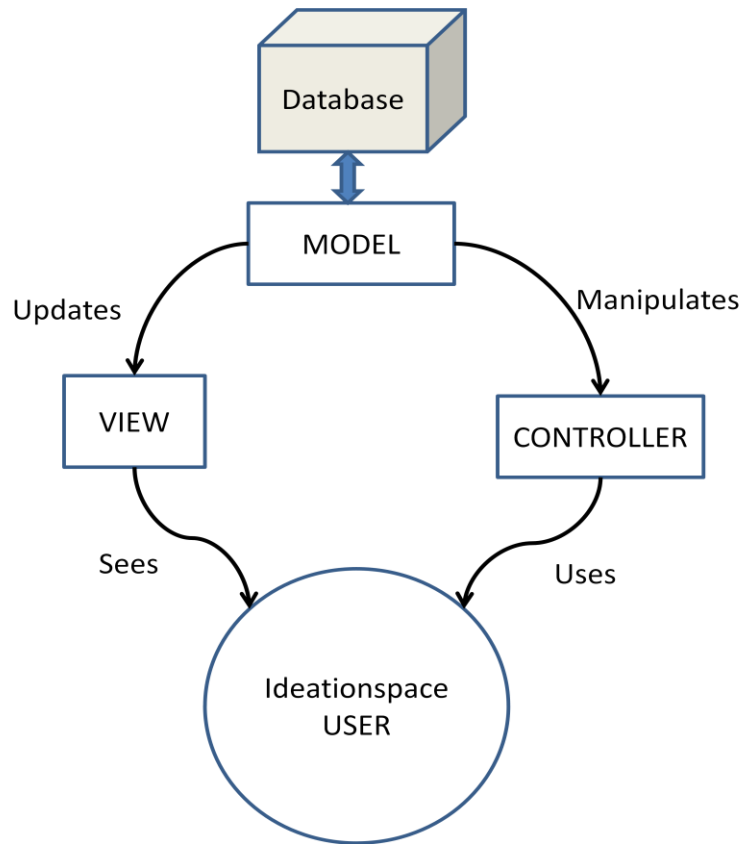 Database
MODEL
Updates
Manipulates
VIEW
CONTROLLER
Sees
Uses
Ideationspace
USER